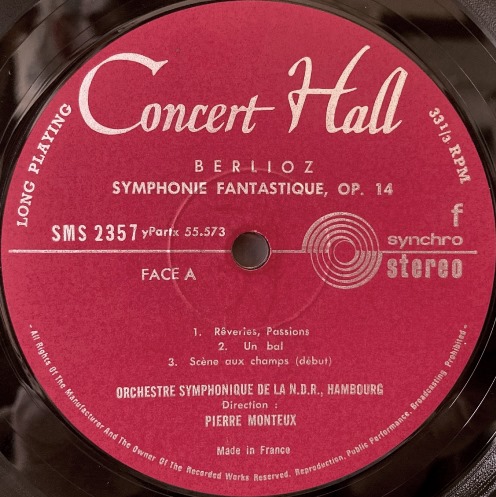 Concert Hall
LONG PLAYING
33 1/3 RPM
BERLIOZ
SYMPHONIE FANTASTIQUE, OP. 14
SMS 2357 yPartx 55.573
f
synchro
stereo
FACE A
1. Rêveries, Passions
2. Un bal
3. Scène aux champs (début)
ORCHESTRE SYMPHONIQUE DE LA N.D.R., HAMBOURG
Direction :
PIERRE MONTEUX
Made in France
- All Rights Of The Manufacturer And The Owner Of The Recorded Works Reserved. Reproduction, Public Performance, Broadcasting Prohibited -